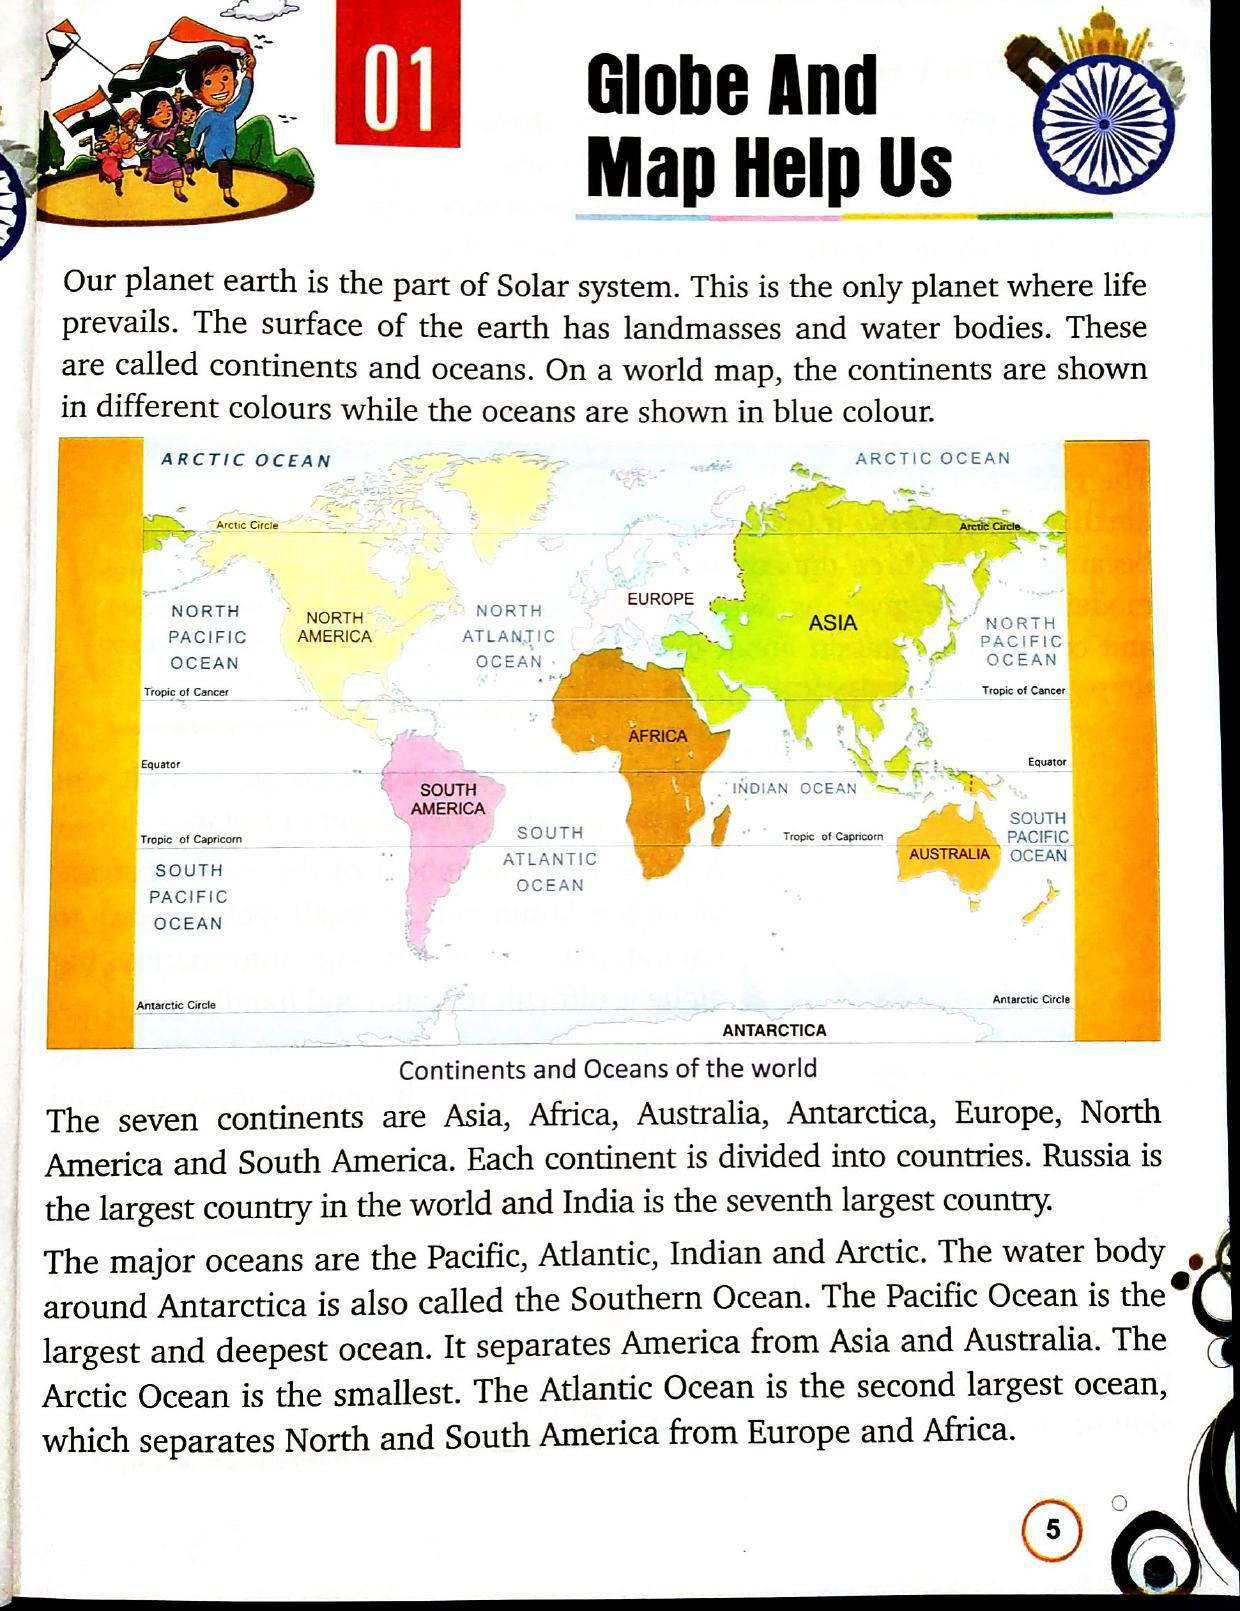 01
Globe And
Map Help Us
Our planet earth is the part of Solar system. This is the only planet where life
prevails. The surface of the earth has landmasses and water bodies. These
are called continents and oceans. On a world map, the continents are shown
in different colours while the oceans are shown in blue colour.
ARCTIC OCEAN
ARCTIC OCEAN
Arctic Circle
Arctic Circle
NORTH
PACIFIC
OCEAN
NORTH
AMERICA
NORTH
ATLANTIC
OCEAN
EUROPE
ASIA
NORTH
PACIFIC
OCEAN
Tropic of Cancer
Tropic of Cancer
AFRICA
Equator
Equator
SOUTH
AMERICA
INDIAN OCEAN
Tropic of Capricorn
SOUTH
ATLANTIC
OCEAN
Tropic of Capricorn
AUSTRALIA
SOUTH
PACIFIC
OCEAN
SOUTH
PACIFIC
OCEAN
Antarctic Circle
Antarctic Circle
ANTARCTICA
Continents and Oceans of the world
The seven continents are Asia, Africa, Australia, Antarctica, Europe, North
America and South America. Each continent is divided into countries. Russia is
the largest country in the world and India is the seventh largest country.
The major oceans are the Pacific, Atlantic, Indian and Arctic. The water body
around Antarctica is also called the Southern Ocean. The Pacific Ocean is the
largest and deepest ocean. It separates America from Asia and Australia. The
Arctic Ocean is the smallest. The Atlantic Ocean is the second largest ocean,
which separates North and South America from Europe and Africa.
5